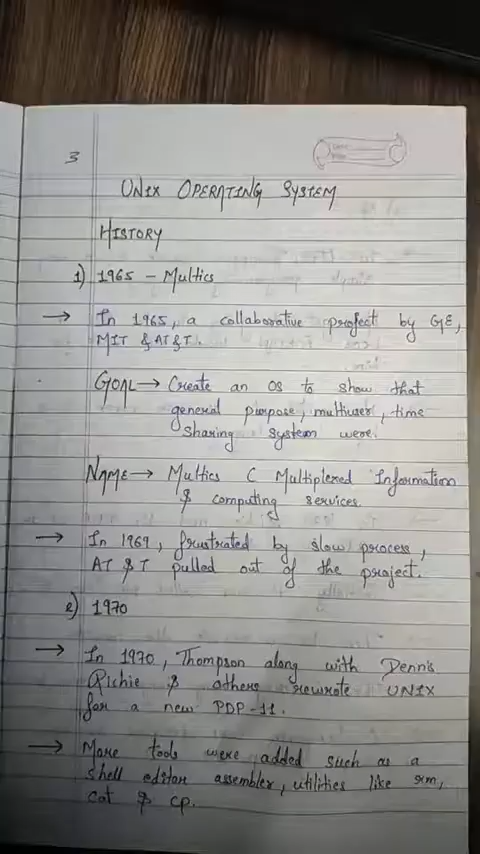 3
UNIX OPERATING SYSTEM
HISTORY
1) 1965 - Multics
→ In 1965, a collaborative project by GE,
MIT & AT&T.
GOAL → Create an OS to show that
general purpose, multiuser, time
sharing system were.
NAME → Multics ( Multiplexed Information
& computing services.
→ In 1969, frustrated by slow process,
AT & T pulled out of the project.
2) 1970
→ In 1970, Thompson along with Dennis
Richie & others rewrote UNIX
for a new PDP-11.
→ More tools were added such as a
shell editor assembler, utilities like rm,
cat & cp.